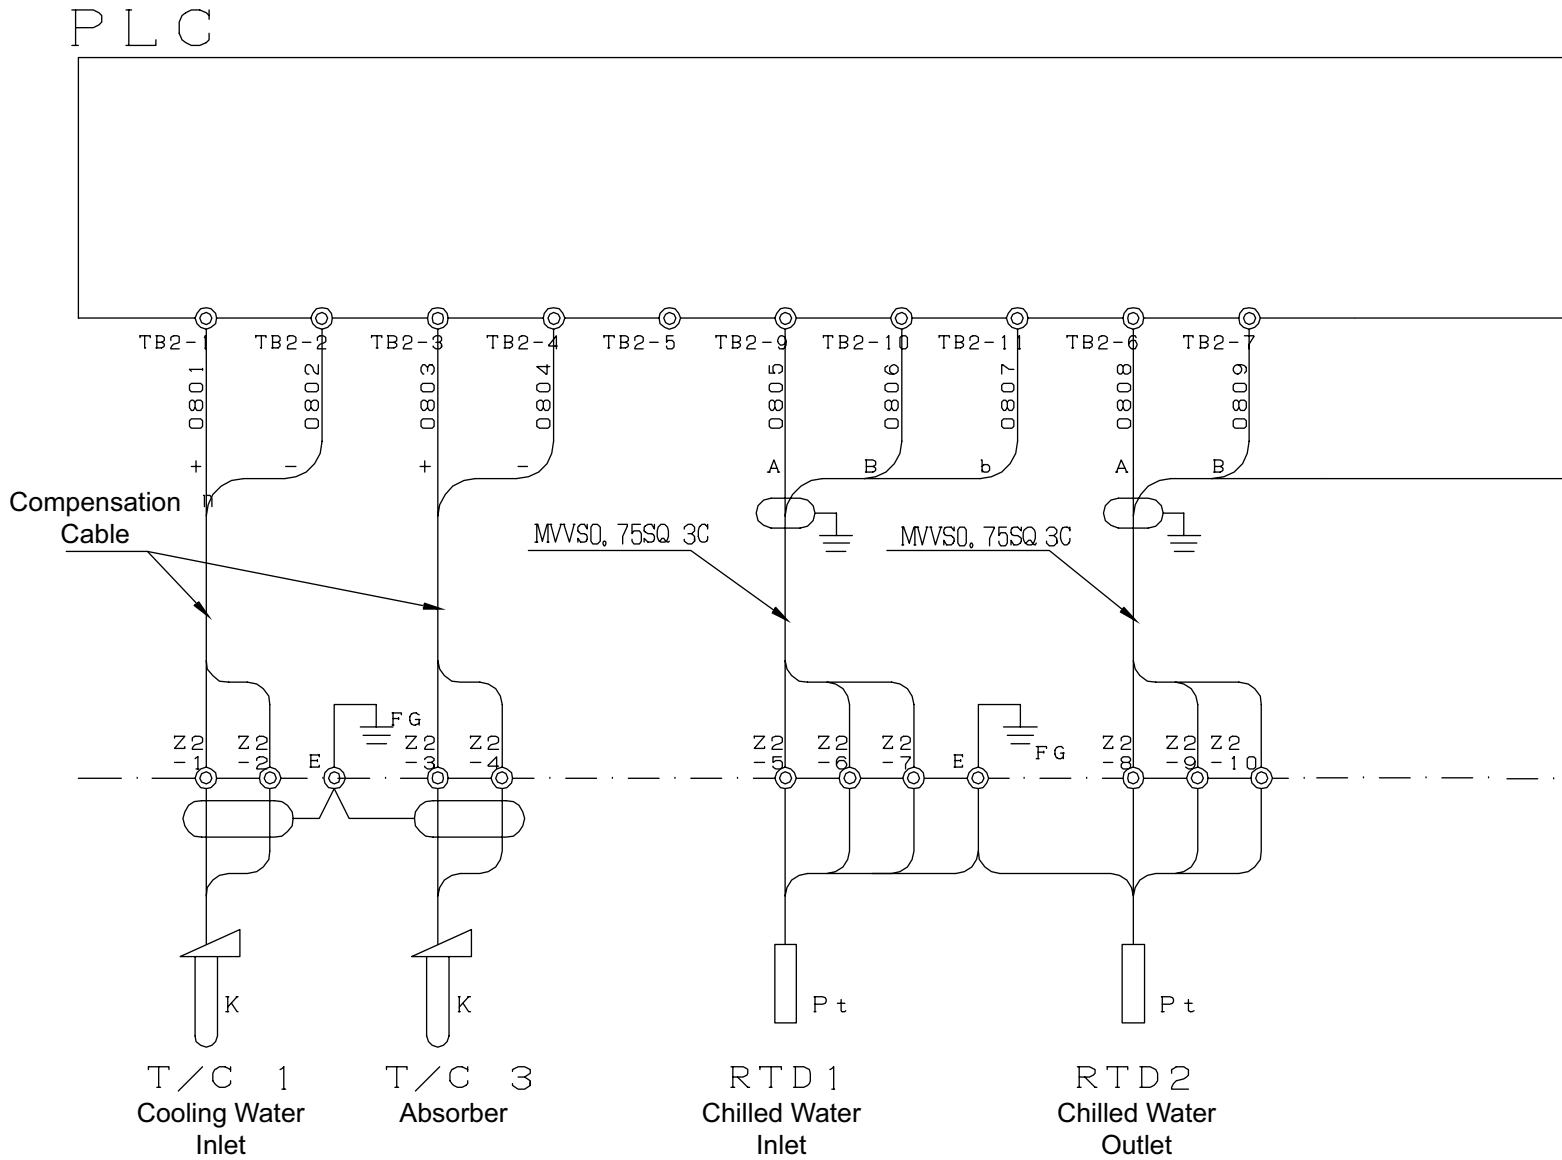 PLC
TB2-1 TB2-2 TB2-3 TB2-4 TB2-5 TB2-9 TB2-10 TB2-11 TB2-6 TB2-7
0801 0802 0803 0804 0805 0806 0807 0808 0809
+ - + - A B b A B
Compensation n
Cable
MVVS0.75SQ 3C MVVS0.75SQ 3C
FG FG
Z2 Z2 E Z2 Z2 Z2 Z2 Z2 E Z2 Z2 Z2
-1 -2 -3 -4 -5 -6 -7 -8 -9 -10
K K Pt Pt
T/C 1 T/C 3 RTD1 RTD2
Cooling Water Absorber Chilled Water Chilled Water
Inlet Inlet Outlet